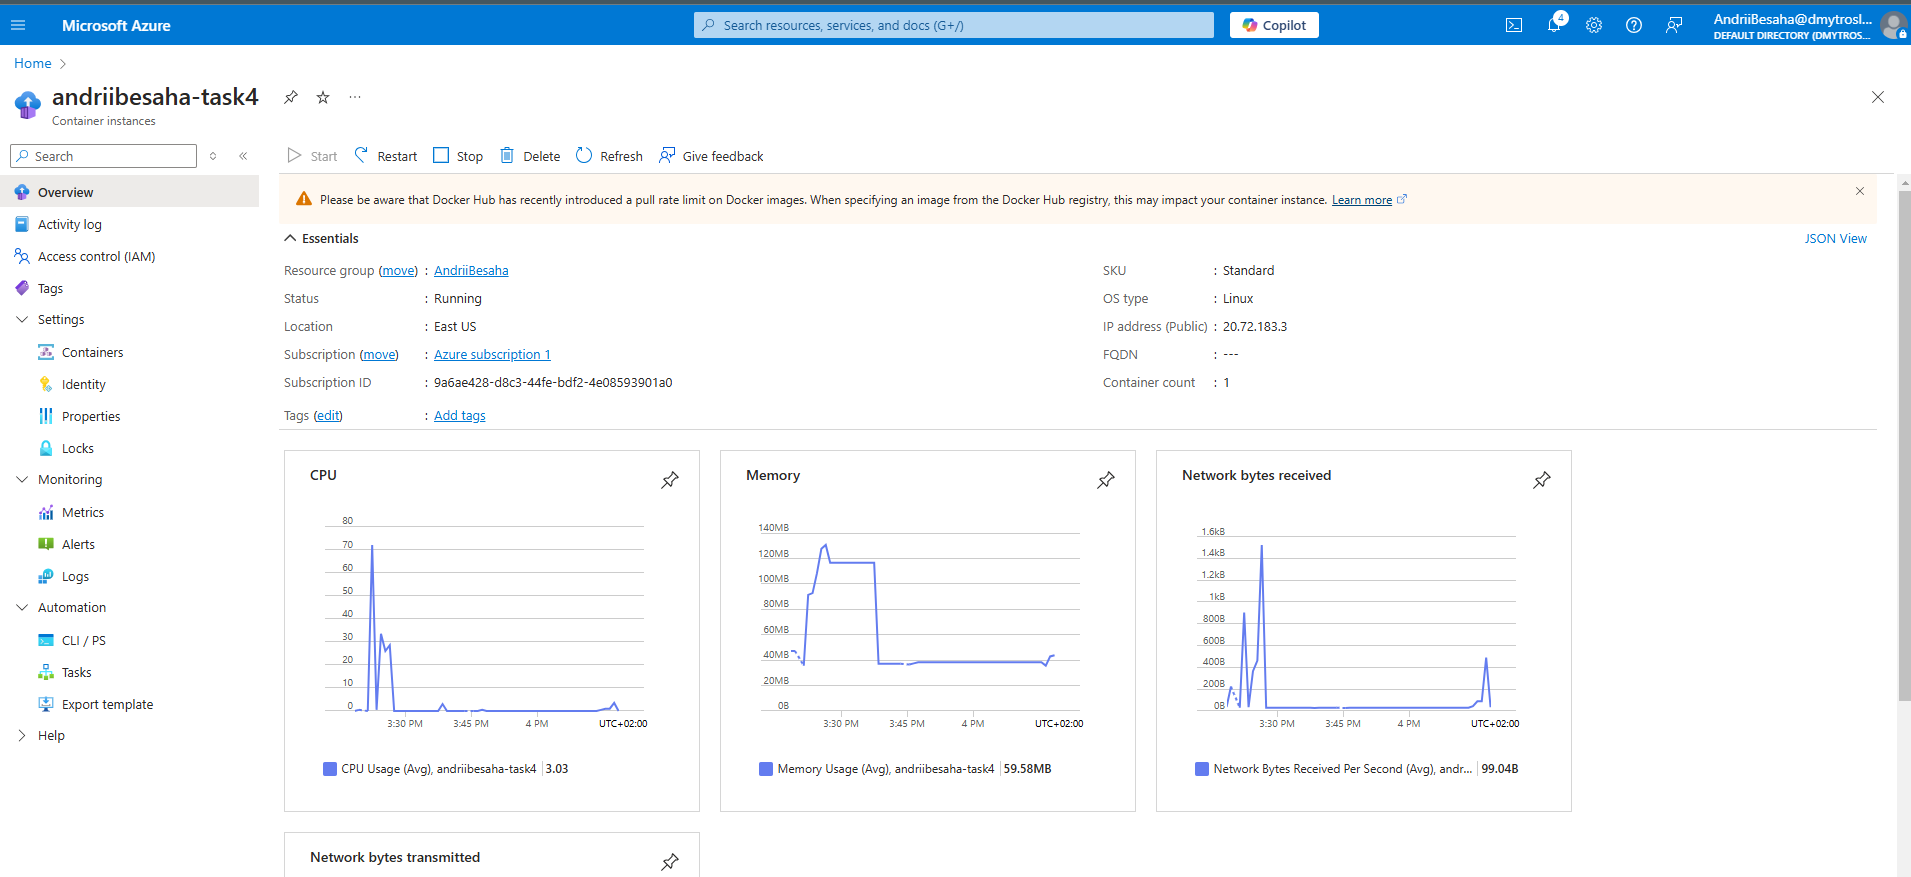 Microsoft Azure
Search resources, services, and docs (G+/)
Copilot
4
AndriiBesaha@dmytrosl...
DEFAULT DIRECTORY (DMYTROS...
Home
andriibesaha-task4
Container instances
Search
Start
Restart
Stop
Delete
Refresh
Give feedback
Please be aware that Docker Hub has recently introduced a pull rate limit on Docker images. When specifying an image from the Docker Hub registry, this may impact your container instance. Learn more
Overview
Activity log
Access control (IAM)
Tags
Settings
Containers
Identity
Properties
Locks
Monitoring
Metrics
Alerts
Logs
Automation
CLI / PS
Tasks
Export template
Help
Essentials
JSON View
Resource group (move) : AndriiBesaha
Status : Running
Location : East US
Subscription (move) : Azure subscription 1
Subscription ID : 9a6ae428-d8c3-44fe-bdf2-4e08593901a0
Tags (edit) : Add tags
SKU : Standard
OS type : Linux
IP address (Public) : 20.72.183.3
FQDN : ---
Container count : 1
CPU
80
70
60
50
40
30
20
10
0
3:30 PM
3:45 PM
4 PM
UTC+02:00
CPU Usage (Avg), andriibesaha-task4 3.03
Memory
140MB
120MB
100MB
80MB
60MB
40MB
20MB
0B
3:30 PM
3:45 PM
4 PM
UTC+02:00
Memory Usage (Avg), andriibesaha-task4 59.58MB
Network bytes received
1.6kB
1.4kB
1.2kB
1kB
800B
600B
400B
200B
0B
3:30 PM
3:45 PM
4 PM
UTC+02:00
Network Bytes Received Per Second (Avg), andr... 99.04B
Network bytes transmitted